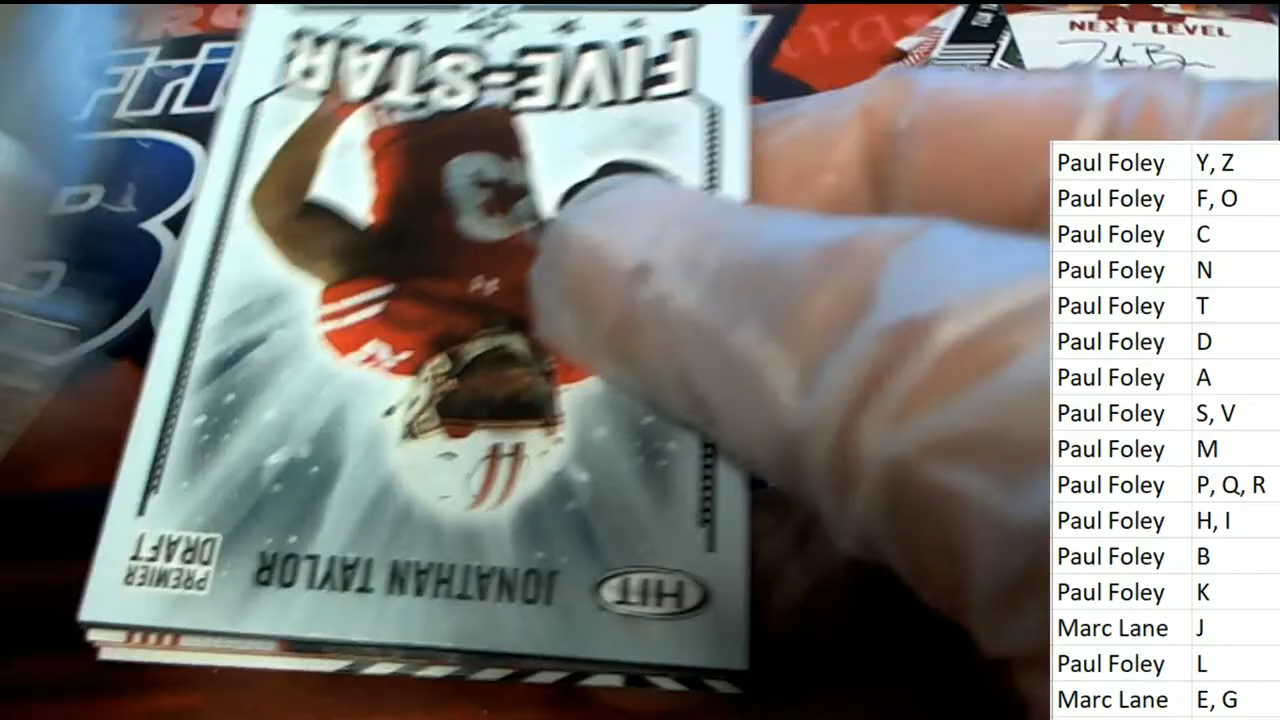 NEXT LEVEL
Fri
FIVE-STAR
3
JONATHAN TAYLOR
PREMIER
DRAFT
HIT
Paul Foley Y, Z
Paul Foley F, O
Paul Foley C
Paul Foley N
Paul Foley T
Paul Foley D
Paul Foley A
Paul Foley S, V
Paul Foley M
Paul Foley P, Q, R
Paul Foley H, I
Paul Foley B
Paul Foley K
Marc Lane J
Paul Foley L
Marc Lane E, G